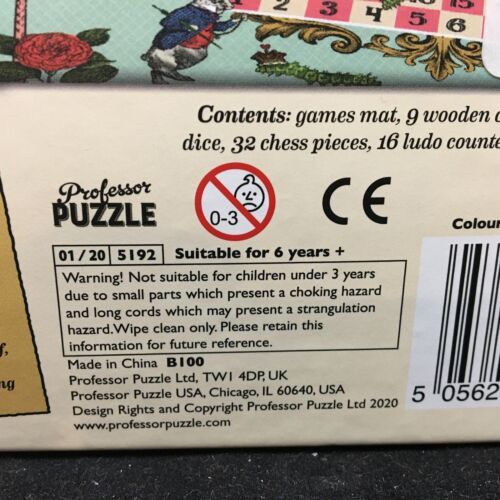 1 2 3 4 5 6
15 16
Contents: games mat, 9 wooden
dice, 32 chess pieces, 16 ludo
Professor
PUZZLE
0-3
CE
Colou
01/20 5192 Suitable for 6 years +
Warning! Not suitable for children under 3 years
due to small parts which present a choking hazard
and long cords which may present a strangulation
hazard.Wipe clean only. Please retain this
information for future reference.
Made in China B100
Professor Puzzle Ltd, TW1 4DP, UK
Professor Puzzle USA, Chicago, IL 60640, USA
Design Rights and Copyright Professor Puzzle Ltd 2020
www.professorpuzzle.com
5 05562